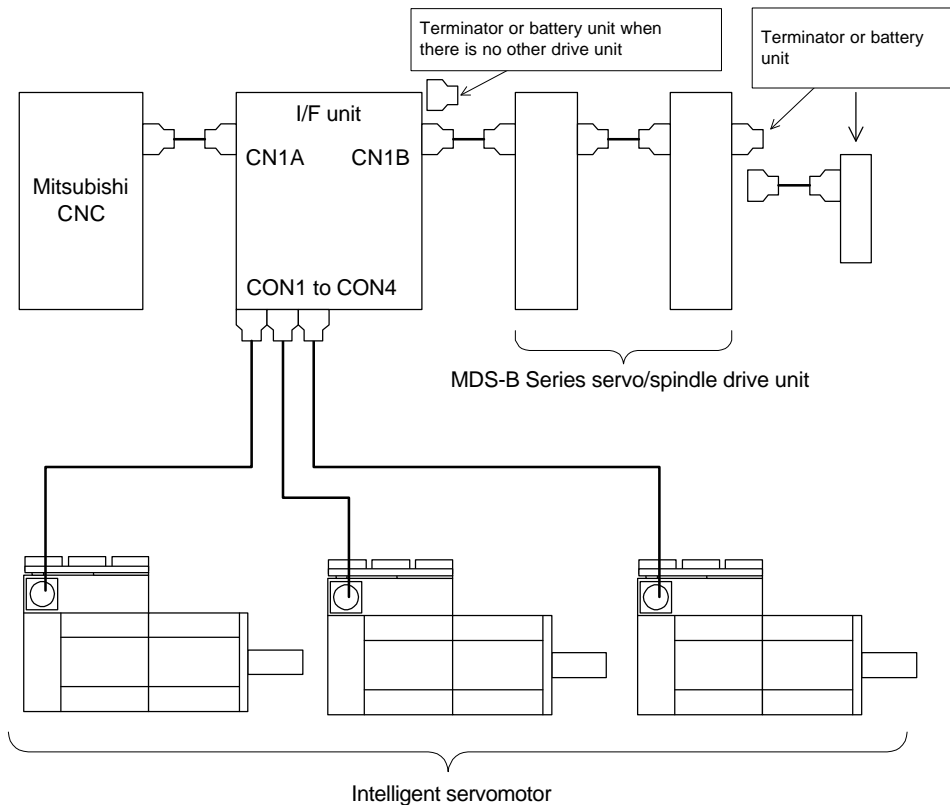 Terminator or battery unit when
there is no other drive unit
Terminator or battery
unit
I/F unit
CN1A
CN1B
Mitsubishi
CNC
CON1 to CON4
MDS-B Series servo/spindle drive unit
Intelligent servomotor